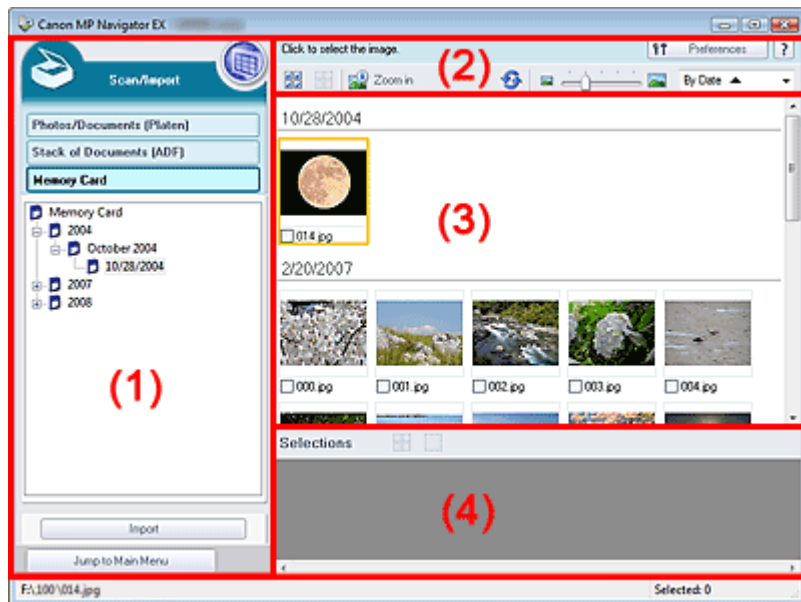 Canon MP Navigator EX
Scan/Import
Photos/Documents (Platen)
Stack of Documents (ADF)
Memory Card
Memory Card
2004
October 2004
10/28/2004
2007
2008
(1)
Import
Jump to Main Menu
Click to select the image.
Preferences
?
Zoom in
(2)
By Date
10/28/2004
014.jpg
(3)
2/20/2007
000.jpg
001.jpg
002.jpg
003.jpg
004.jpg
Selections
(4)
F:\100\014.jpg
Selected: 0